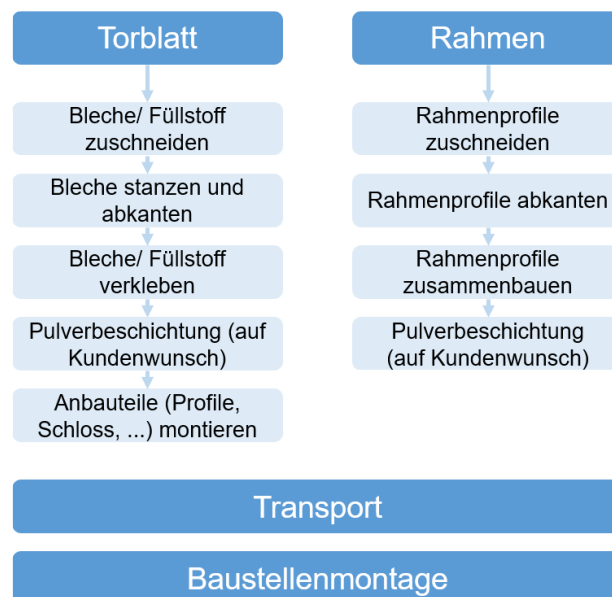 Torblatt
Bleche/ Füllstoff
zuschneiden
Bleche stanzen und
abkanten
Bleche/ Füllstoff
verkleben
Pulverbeschichtung (auf
Kundenwunsch)
Anbauteile (Profile,
Schloss, ...) montieren
Rahmen
Rahmenprofile
zuschneiden
Rahmenprofile abkanten
Rahmenprofile
zusammenbauen
Pulverbeschichtung
(auf Kundenwunsch)
Transport
Baustellenmontage